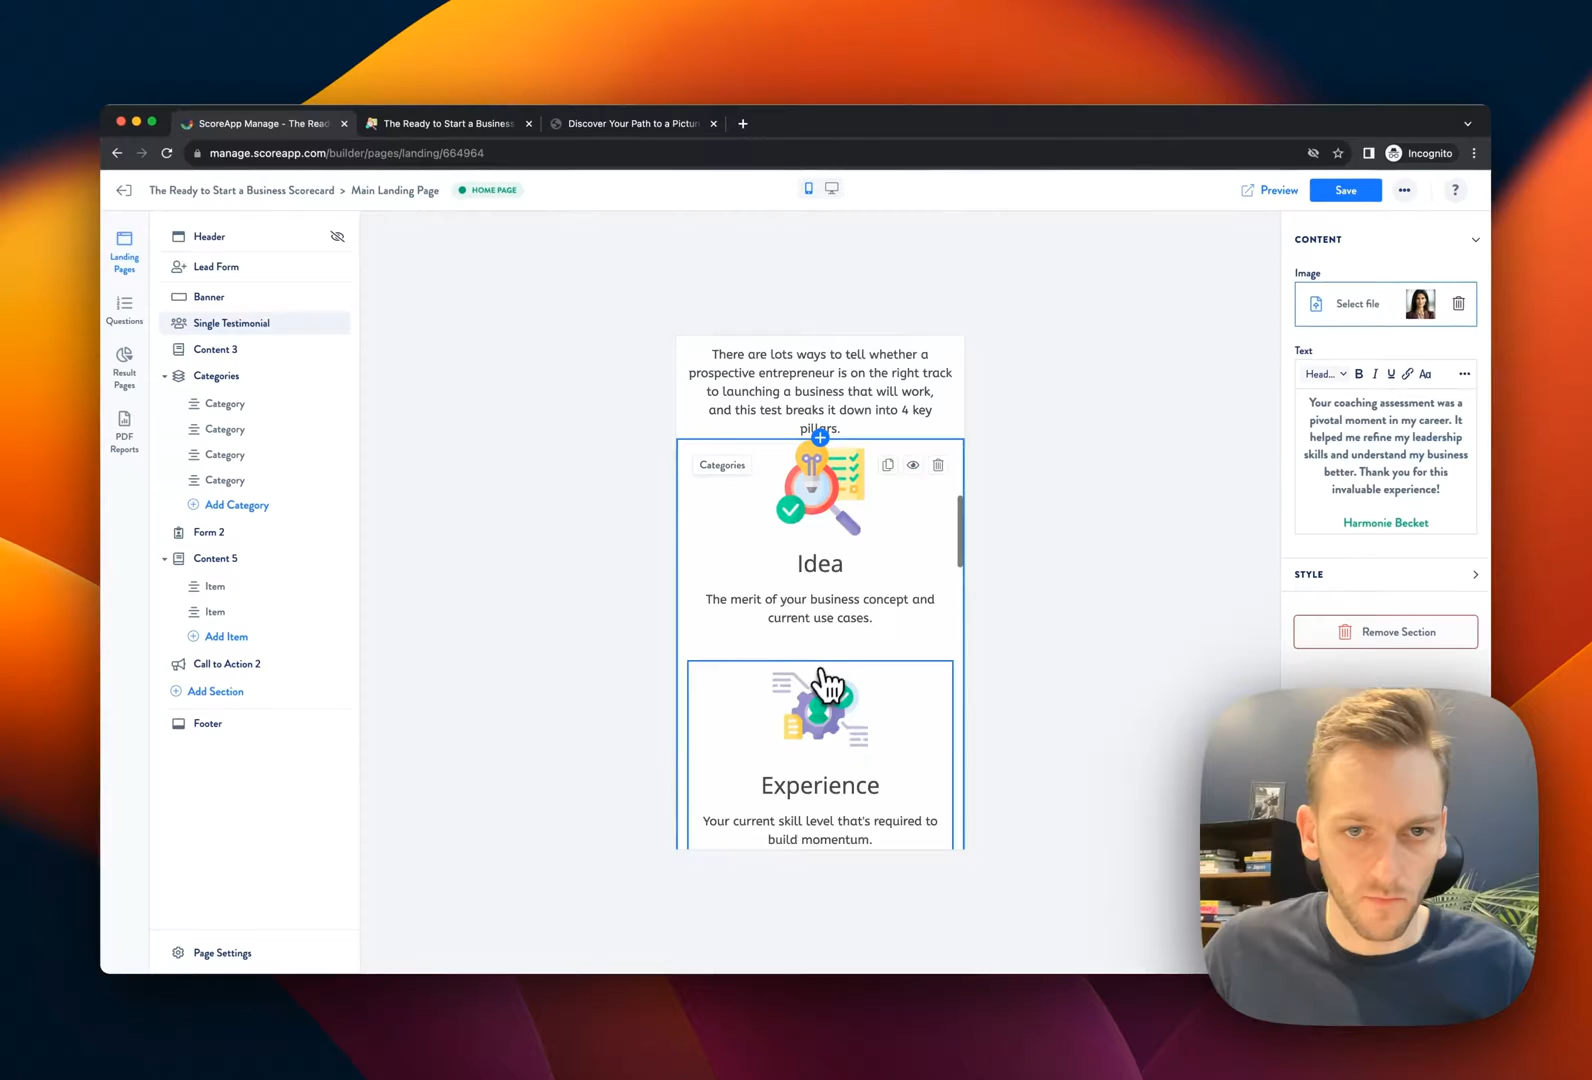 ScoreApp Manage - The Read
The Ready to Start a Business
Discover Your Path to a Pictur
manage.scoreapp.com/builder/pages/landing/664964
Incognito
The Ready to Start a Business Scorecard > Main Landing Page
HOME PAGE
Preview
Save
?
Landing
Pages
Questions
Result
Pages
PDF
Reports
Header
Lead Form
Banner
Single Testimonial
Content 3
Categories
Category
Category
Category
Category
Add Category
Form 2
Content 5
Item
Item
Add Item
Call to Action 2
Add Section
Footer
Page Settings
There are lots ways to tell whether a
prospective entrepreneur is on the right track
to launching a business that will work,
and this test breaks it down into 4 key
pillars.
Categories
Idea
The merit of your business concept and
current use cases.
Experience
Your current skill level that's required to
build momentum.
CONTENT
Image
Select file
Text
Head...
B
I
U
Aa
Your coaching assessment was a
pivotal moment in my career. It
helped me refine my leadership
skills and understand my business
better. Thank you for this
invaluable experience!
Harmonie Becket
STYLE
Remove Section